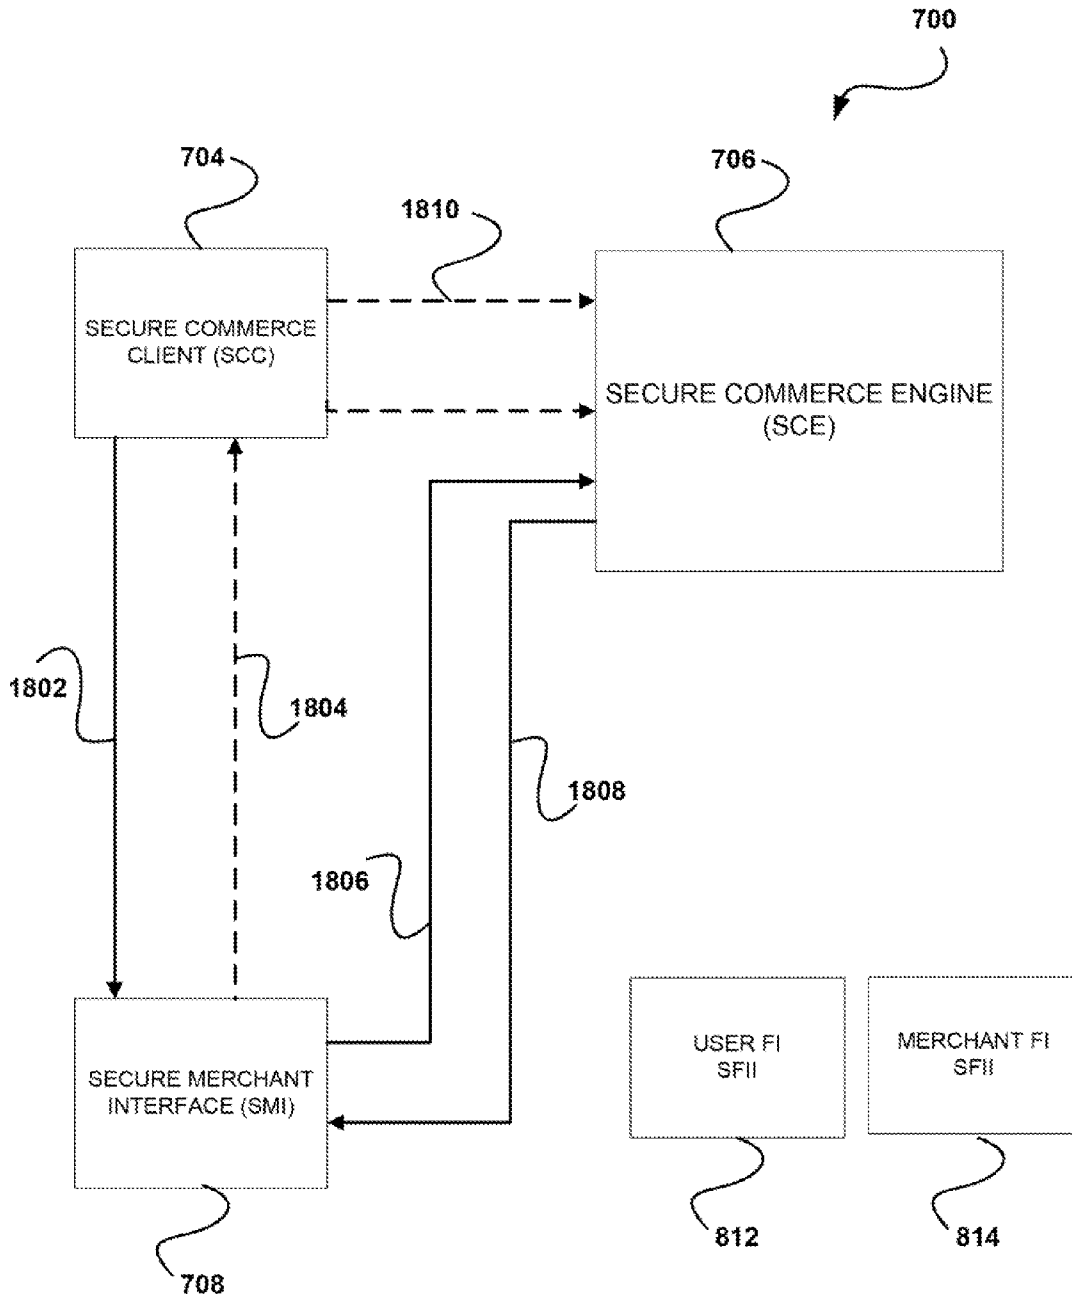 700
704
706
1810
SECURE COMMERCE
CLIENT (SCC)
SECURE COMMERCE ENGINE
(SCE)
1802
1804
1808
1806
SECURE MERCHANT
INTERFACE (SMI)
USER FI
SFII
MERCHANT FI
SFII
812
814
708